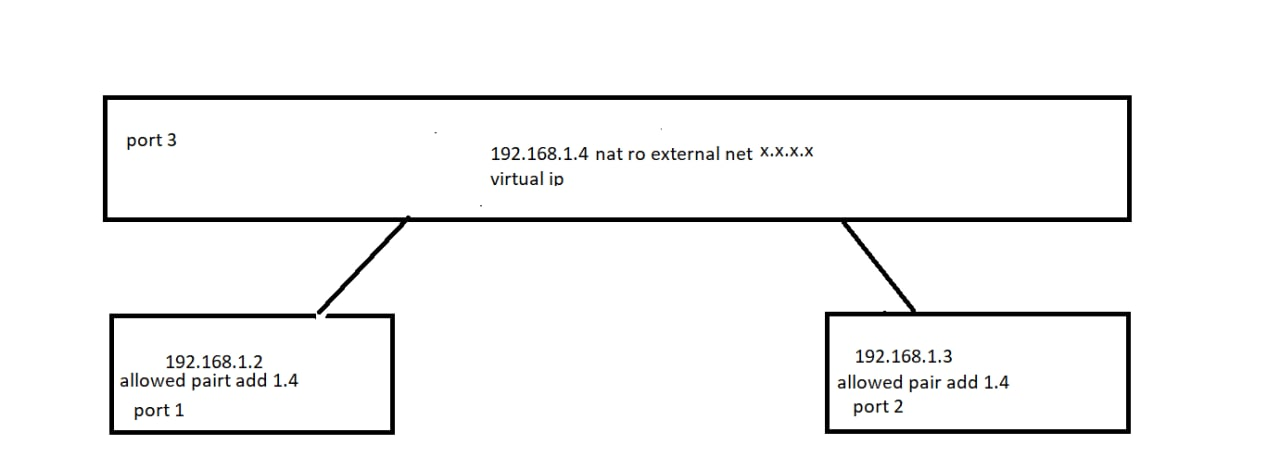 port 3
192.168.1.4 nat ro external net x.x.x.x
virtual ip
192.168.1.2
allowed pairt add 1.4
port 1
192.168.1.3
allowed pair add 1.4
port 2